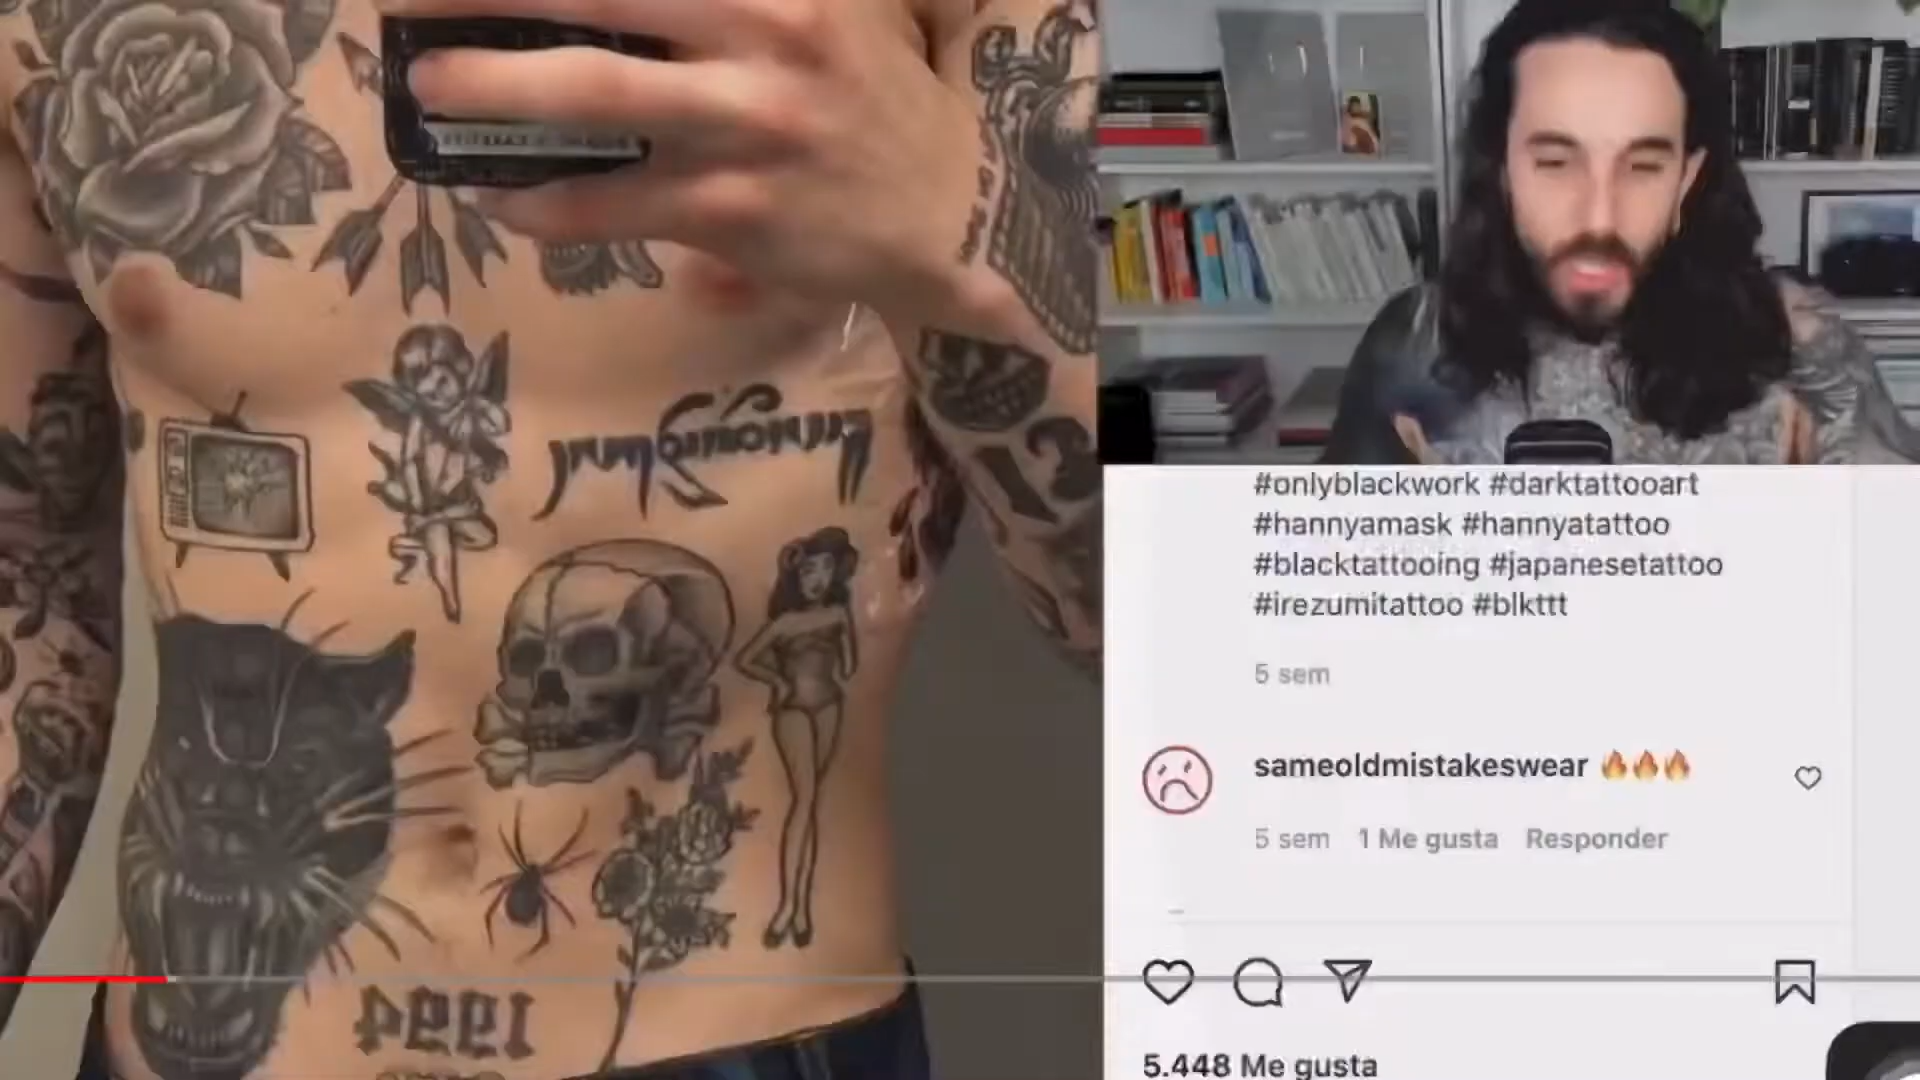 #onlyblackwork #darktattooart
#hannyamask #hannyatattoo
#blacktattooing #japanesetattoo
#irezumitattoo #blkttt
5 sem
sameoldmistakeswear 🔥🔥🔥
5 sem 1 Me gusta Responder
5.448 Me gusta
1994